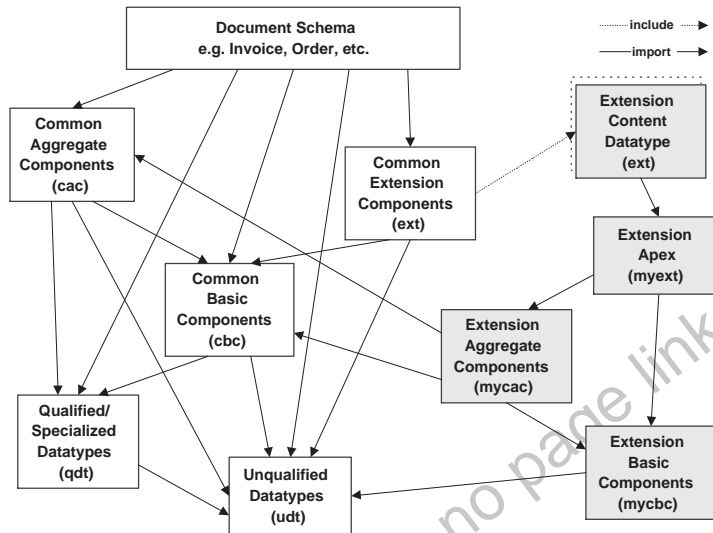 Document Schema
e.g. Invoice, Order, etc.
include
import
Common
Aggregate
Components
(cac)
Common
Extension
Components
(ext)
Extension
Content
Datatype
(ext)
Extension
Apex
(myext)
Common
Basic
Components
(cbc)
Extension
Aggregate
Components
(mycac)
Qualified/
Specialized
Datatypes
(qdt)
Unqualified
Datatypes
(udt)
Extension
Basic
Components
(mycbc)
no page link